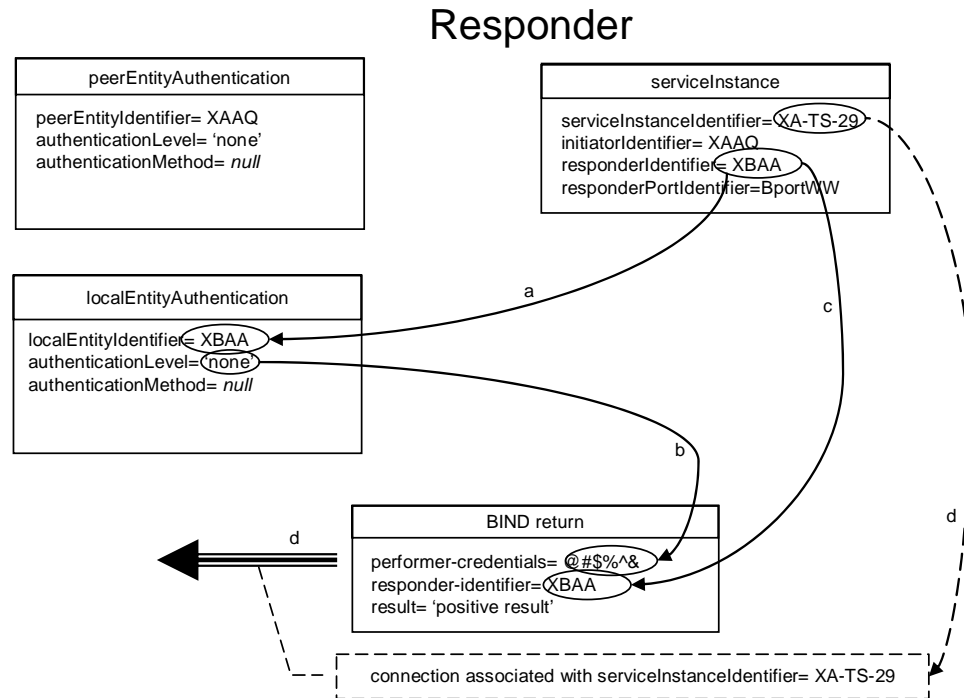 Responder
peerEntityAuthentication
peerEntityIdentifier= XAAQ
authenticationLevel= ‘none’
authenticationMethod= null
serviceInstance
serviceInstanceIdentifier= XA-TS-29
initiatorIdentifier= XAAQ
responderIdentifier= XBAA
responderPortIdentifier=BportWW
localEntityAuthentication
localEntityIdentifier= XBAA
authenticationLevel= ‘none’
authenticationMethod= null
a
c
b
d
d
BIND return
performer-credentials= @#$%^&
responder-identifier= XBAA
result= ‘positive result’
connection associated with serviceInstanceIdentifier= XA-TS-29